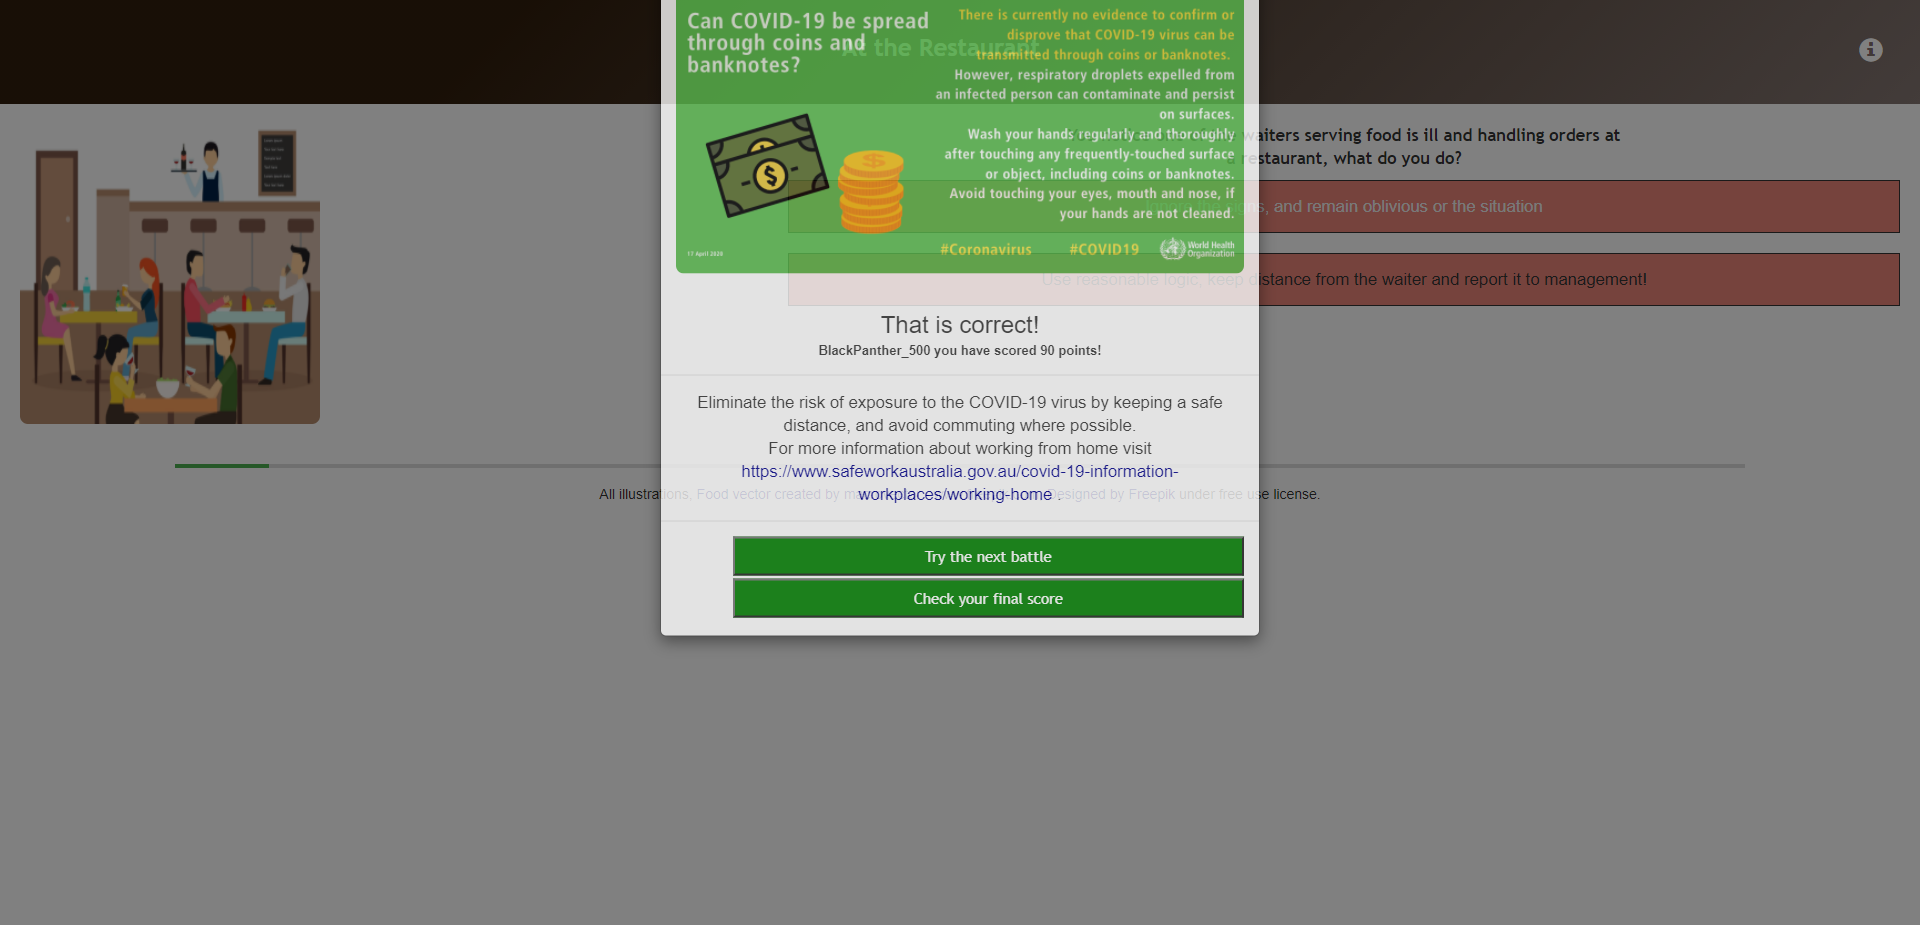 At the Restaurant
Can COVID-19 be spread
through coins and
banknotes?
There is currently no evidence to confirm or
disprove that COVID-19 virus can be
transmitted through coins or banknotes.
However, respiratory droplets expelled from
an infected person can contaminate and persist
on surfaces.
Wash your hands regularly and thoroughly
after touching any frequently-touched surface
or object, including coins or banknotes.
Avoid touching your eyes, mouth and nose, if
your hands are not cleaned.
17 April 2020
#Coronavirus #COVID19 World Health
Organization
waiters serving food is ill and handling orders at
restaurant, what do you do?
and remain oblivious or the situation
Use reasonable logic, keep distance from the waiter and report it to management!
That is correct!
BlackPanther_500 you have scored 90 points!
Eliminate the risk of exposure to the COVID-19 virus by keeping a safe
distance, and avoid commuting where possible.
For more information about working from home visit
https://www.safeworkaustralia.gov.au/covid-19-information-
workplaces/working-home .
All illustrations, Food vector created by Designed by Freepik under free use license.
Try the next battle
Check your final score